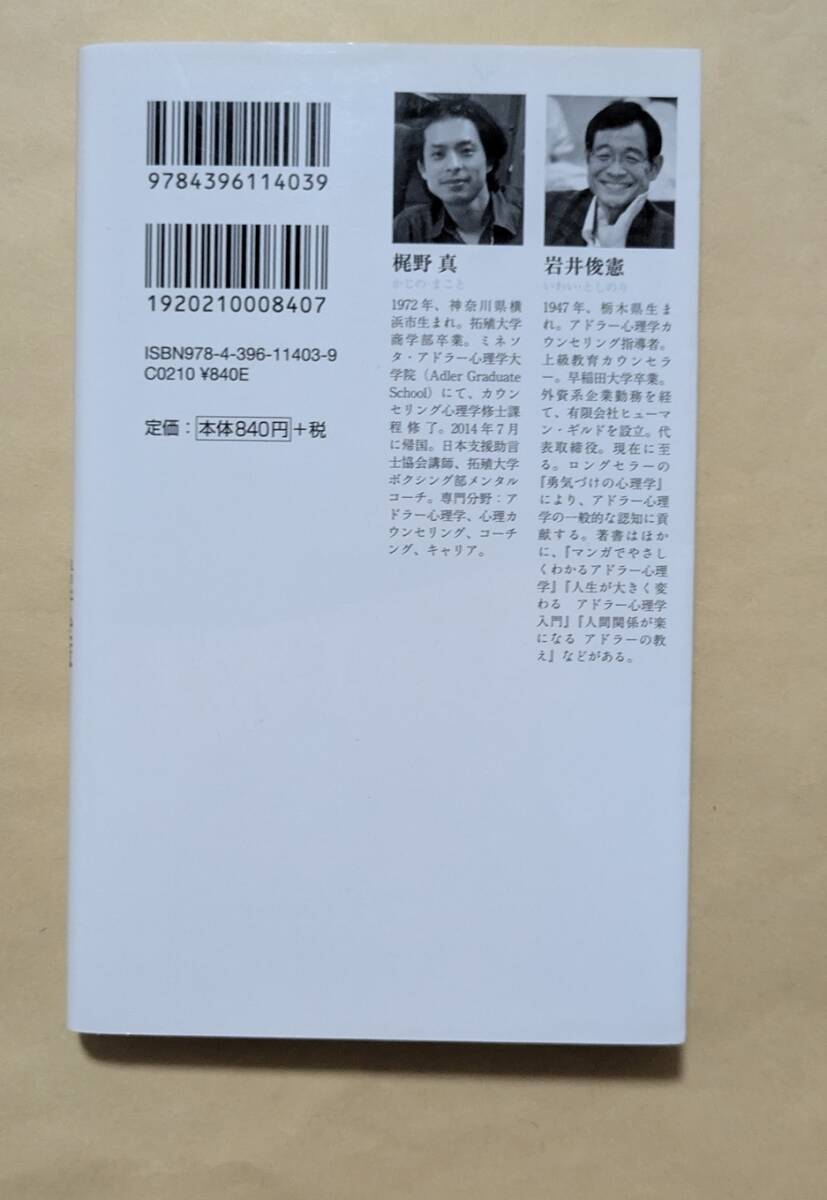 9784396114039
1920210008407
ISBN978-4-396-11403-9
C0210 ¥840E
定価：本体840円+税
梶野 真
かじの・まこと
1972年、神奈川県横
浜市生まれ。拓殖大学
商学部卒業。ミネソ
タ・アドラー心理学大
学院（Adler Graduate
School）にて、カウン
セリング心理学修士課
程修了。2014年7月
に帰国。日本支援助言
士協会講師、拓殖大学
ボクシング部メンタル
コーチ。専門分野：ア
ドラー心理学、心理カ
ウンセリング、コーチ
ング、キャリア。
岩井俊憲
いわい・としのり
1947年、栃木県生ま
れ。アドラー心理学カ
ウンセリング指導者。
上級教育カウンセラ
ー。早稲田大学卒業。
外資系企業勤務を経
て、有限会社ヒューマ
ン・ギルドを設立。代
表取締役。現在に至
る。ロングセラーの
『勇気づけの心理学』
により、アドラー心理
学の一般的な認知に貢
献する。著書はほか
に、『マンガでやさし
くわかるアドラー心理
学』『人生が大きく変
わる アドラー心理学
入門』『人間関係が楽
になる アドラーの教
え』などがある。